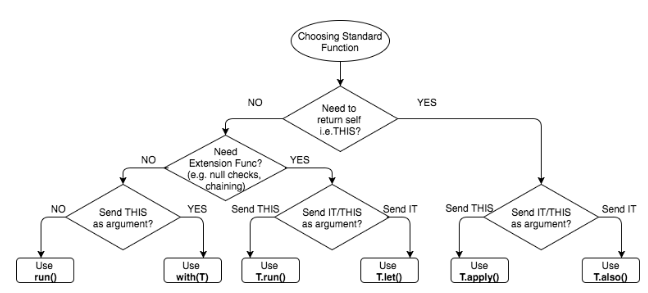 Choosing Standard
Function
NO
Need to
return self
i.e.THIS?
YES
NO
Need
Extension Func?
(e.g. null checks,
chaining)
YES
NO
Send THIS
as argument?
YES
Send THIS
Send IT/THIS
as argument?
Send IT
Send THIS
Send IT/THIS
as argument?
Send IT
Use
run()
Use
with(T)
Use
T.run()
Use
T.let()
Use
T.apply()
Use
T.also()